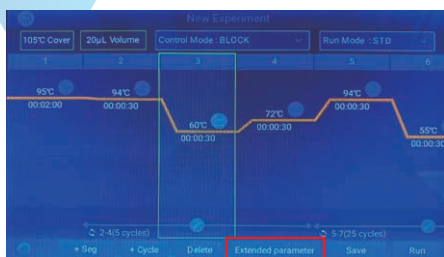 New Experiment
105℃ Cover 20μL Volume Control Mode : BLOCK Run Mode : STD
1 2 3 4 5 6
95℃ 94℃ 60℃ 72℃ 94℃ 55℃
00:02:00 00:00:30 00:00:30 00:00:30 00:00:30 00:00:30
2-4(5 cycles) 5-7(25 cycles)
+ Seg + Cycle Delete Extended parameter Save Run